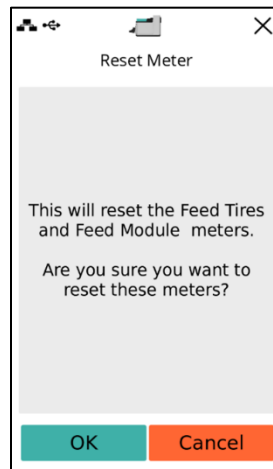 Reset Meter
This will reset the Feed Tires
and Feed Module meters.
Are you sure you want to
reset these meters?
OK
Cancel